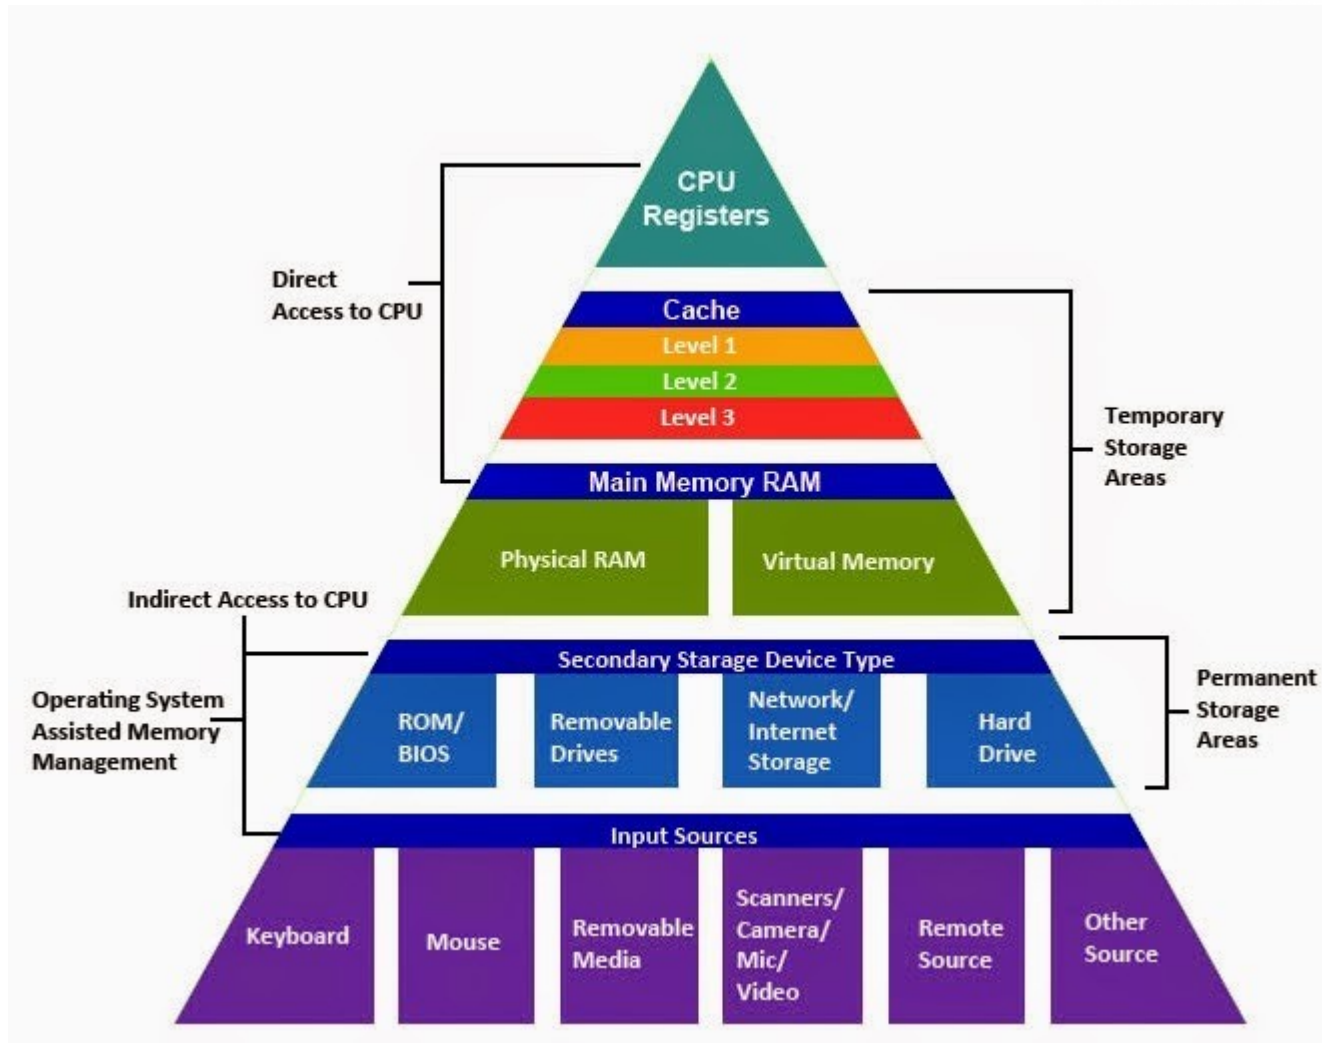 CPU
Registers
Direct
Access to CPU
Cache
Level 1
Level 2
Level 3
Temporary
Storage
Areas
Main Memory RAM
Physical RAM
Virtual Memory
Indirect Access to CPU
Secondary Starage Device Type
Operating System
Assisted Memory
Management
ROM/
BIOS
Removable
Drives
Network/
Internet
Storage
Hard
Drive
Permanent
Storage
Areas
Input Sources
Keyboard
Mouse
Removable
Media
Scanners/
Camera/
Mic/
Video
Remote
Source
Other
Source